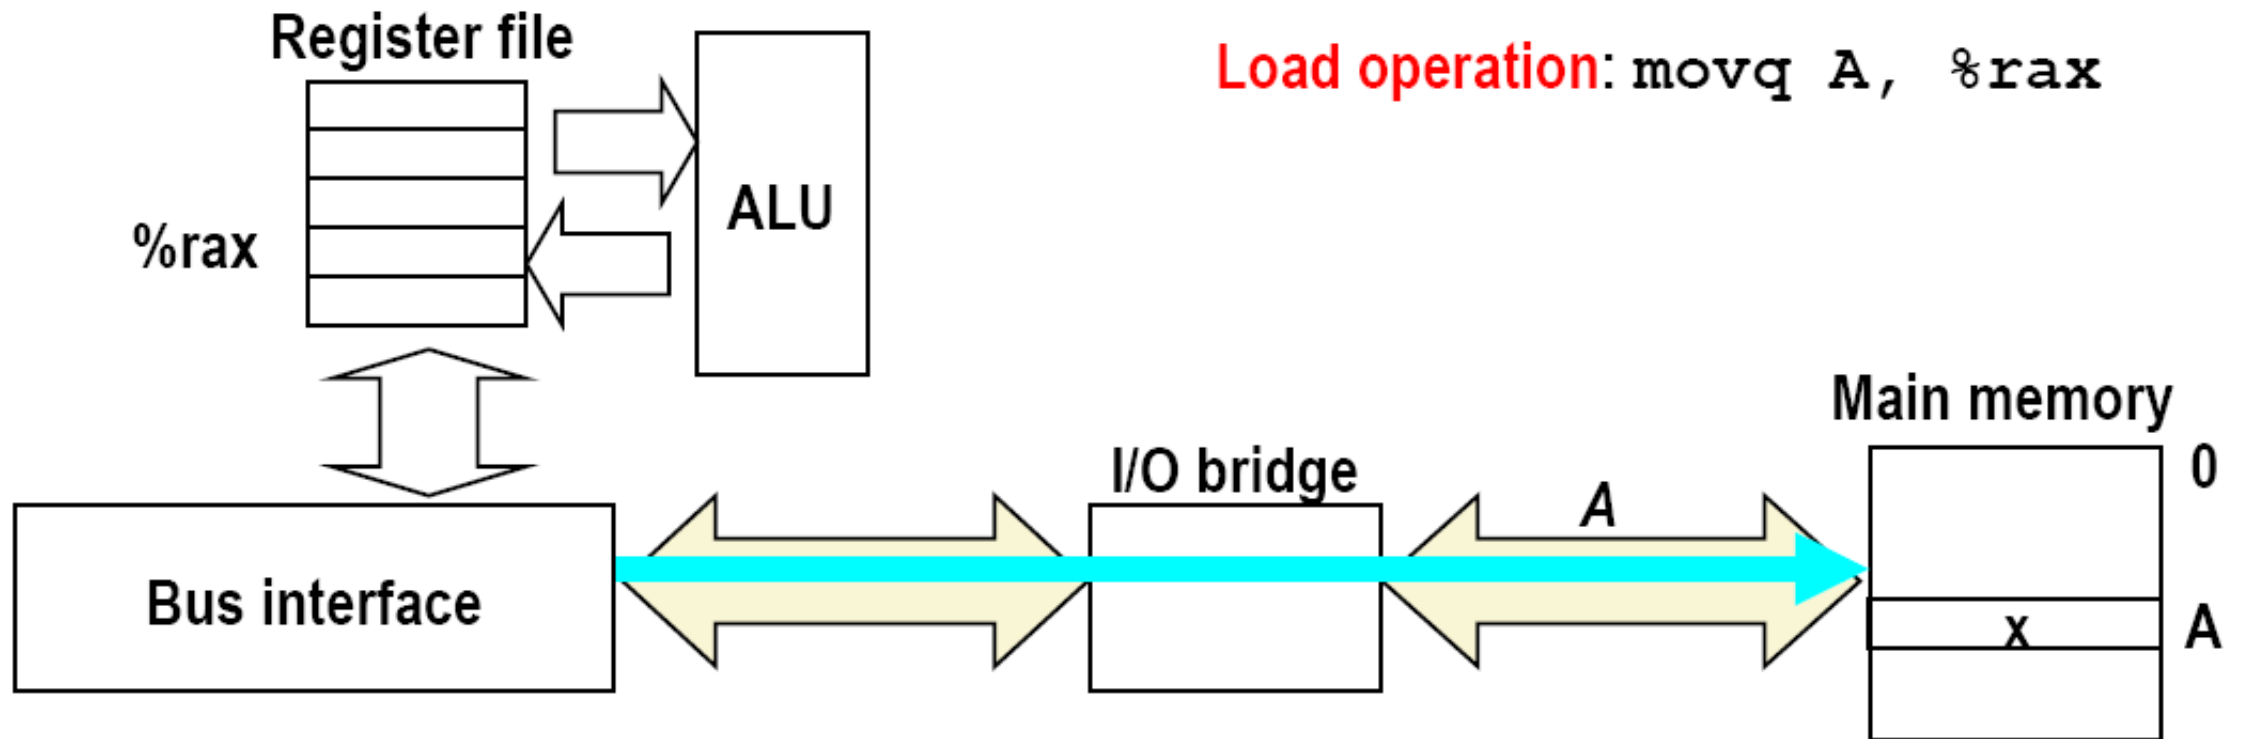 Register file
Load operation: movq A, %rax
ALU
%rax
Main memory
0
I/O bridge
A
Bus interface
x
A